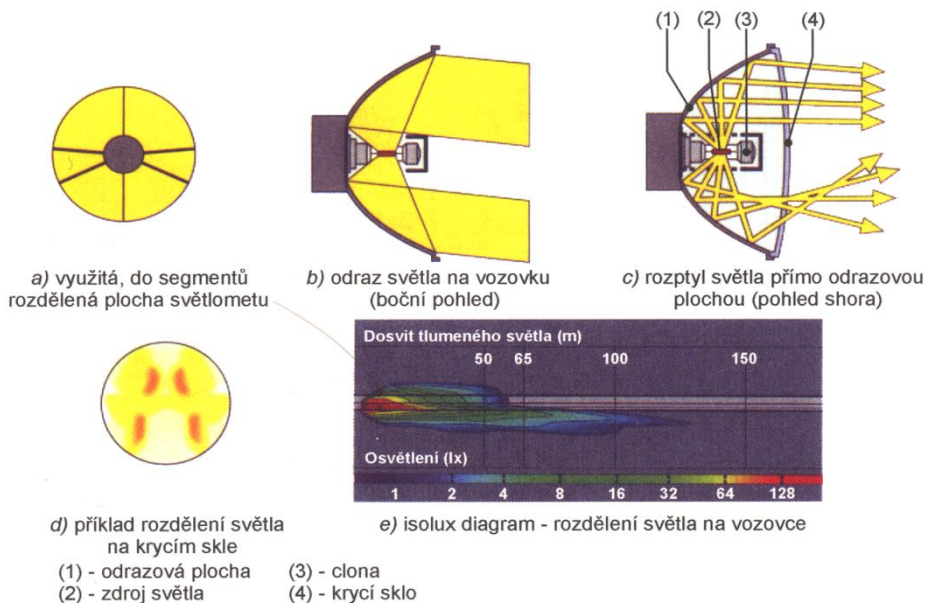 (1) (2) (3) (4)
a) využitá, do segmentů
rozdělená plocha světlometu
b) odraz světla na vozovku
(boční pohled)
c) rozptyl světla přímo odrazovou
plochou (pohled shora)
Dosvit tlumeného světla (m)
50 65 100 150
Osvětlení (lx)
1 2 4 8 16 32 64 128
d) příklad rozdělení světla
na krycím skle
e) isolux diagram - rozdělení světla na vozovce
(1) - odrazová plocha (3) - clona
(2) - zdroj světla (4) - krycí sklo